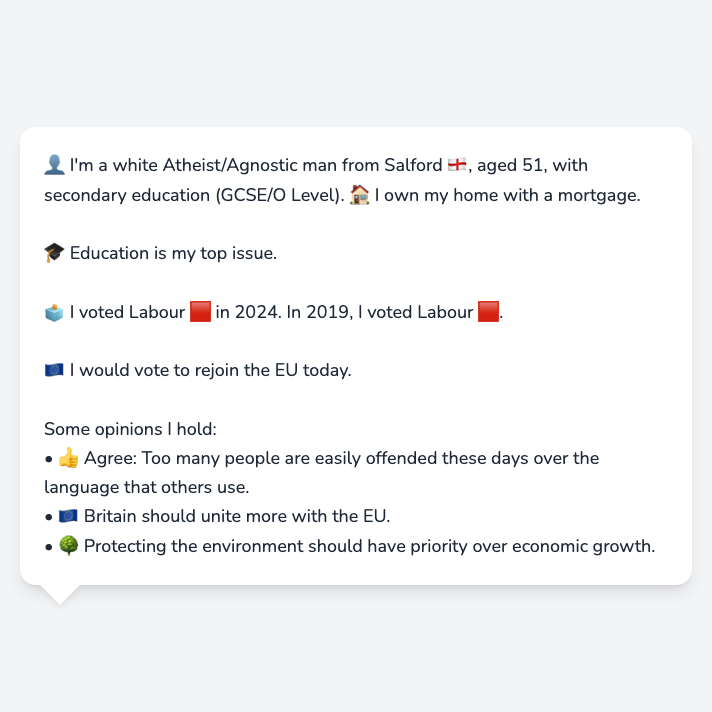 👤 I'm a white Atheist/Agnostic man from Salford 🏴󠁧󠁢󠁥󠁮󠁧󠁿, aged 51, with
secondary education (GCSE/O Level). 🏠 I own my home with a mortgage.
🎓 Education is my top issue.
🗳️ I voted Labour 🟥 in 2024. In 2019, I voted Labour 🟥.
🇪🇺 I would vote to rejoin the EU today.
Some opinions I hold:
• 👍 Agree: Too many people are easily offended these days over the
language that others use.
• 🇪🇺 Britain should unite more with the EU.
• 🌳 Protecting the environment should have priority over economic growth.